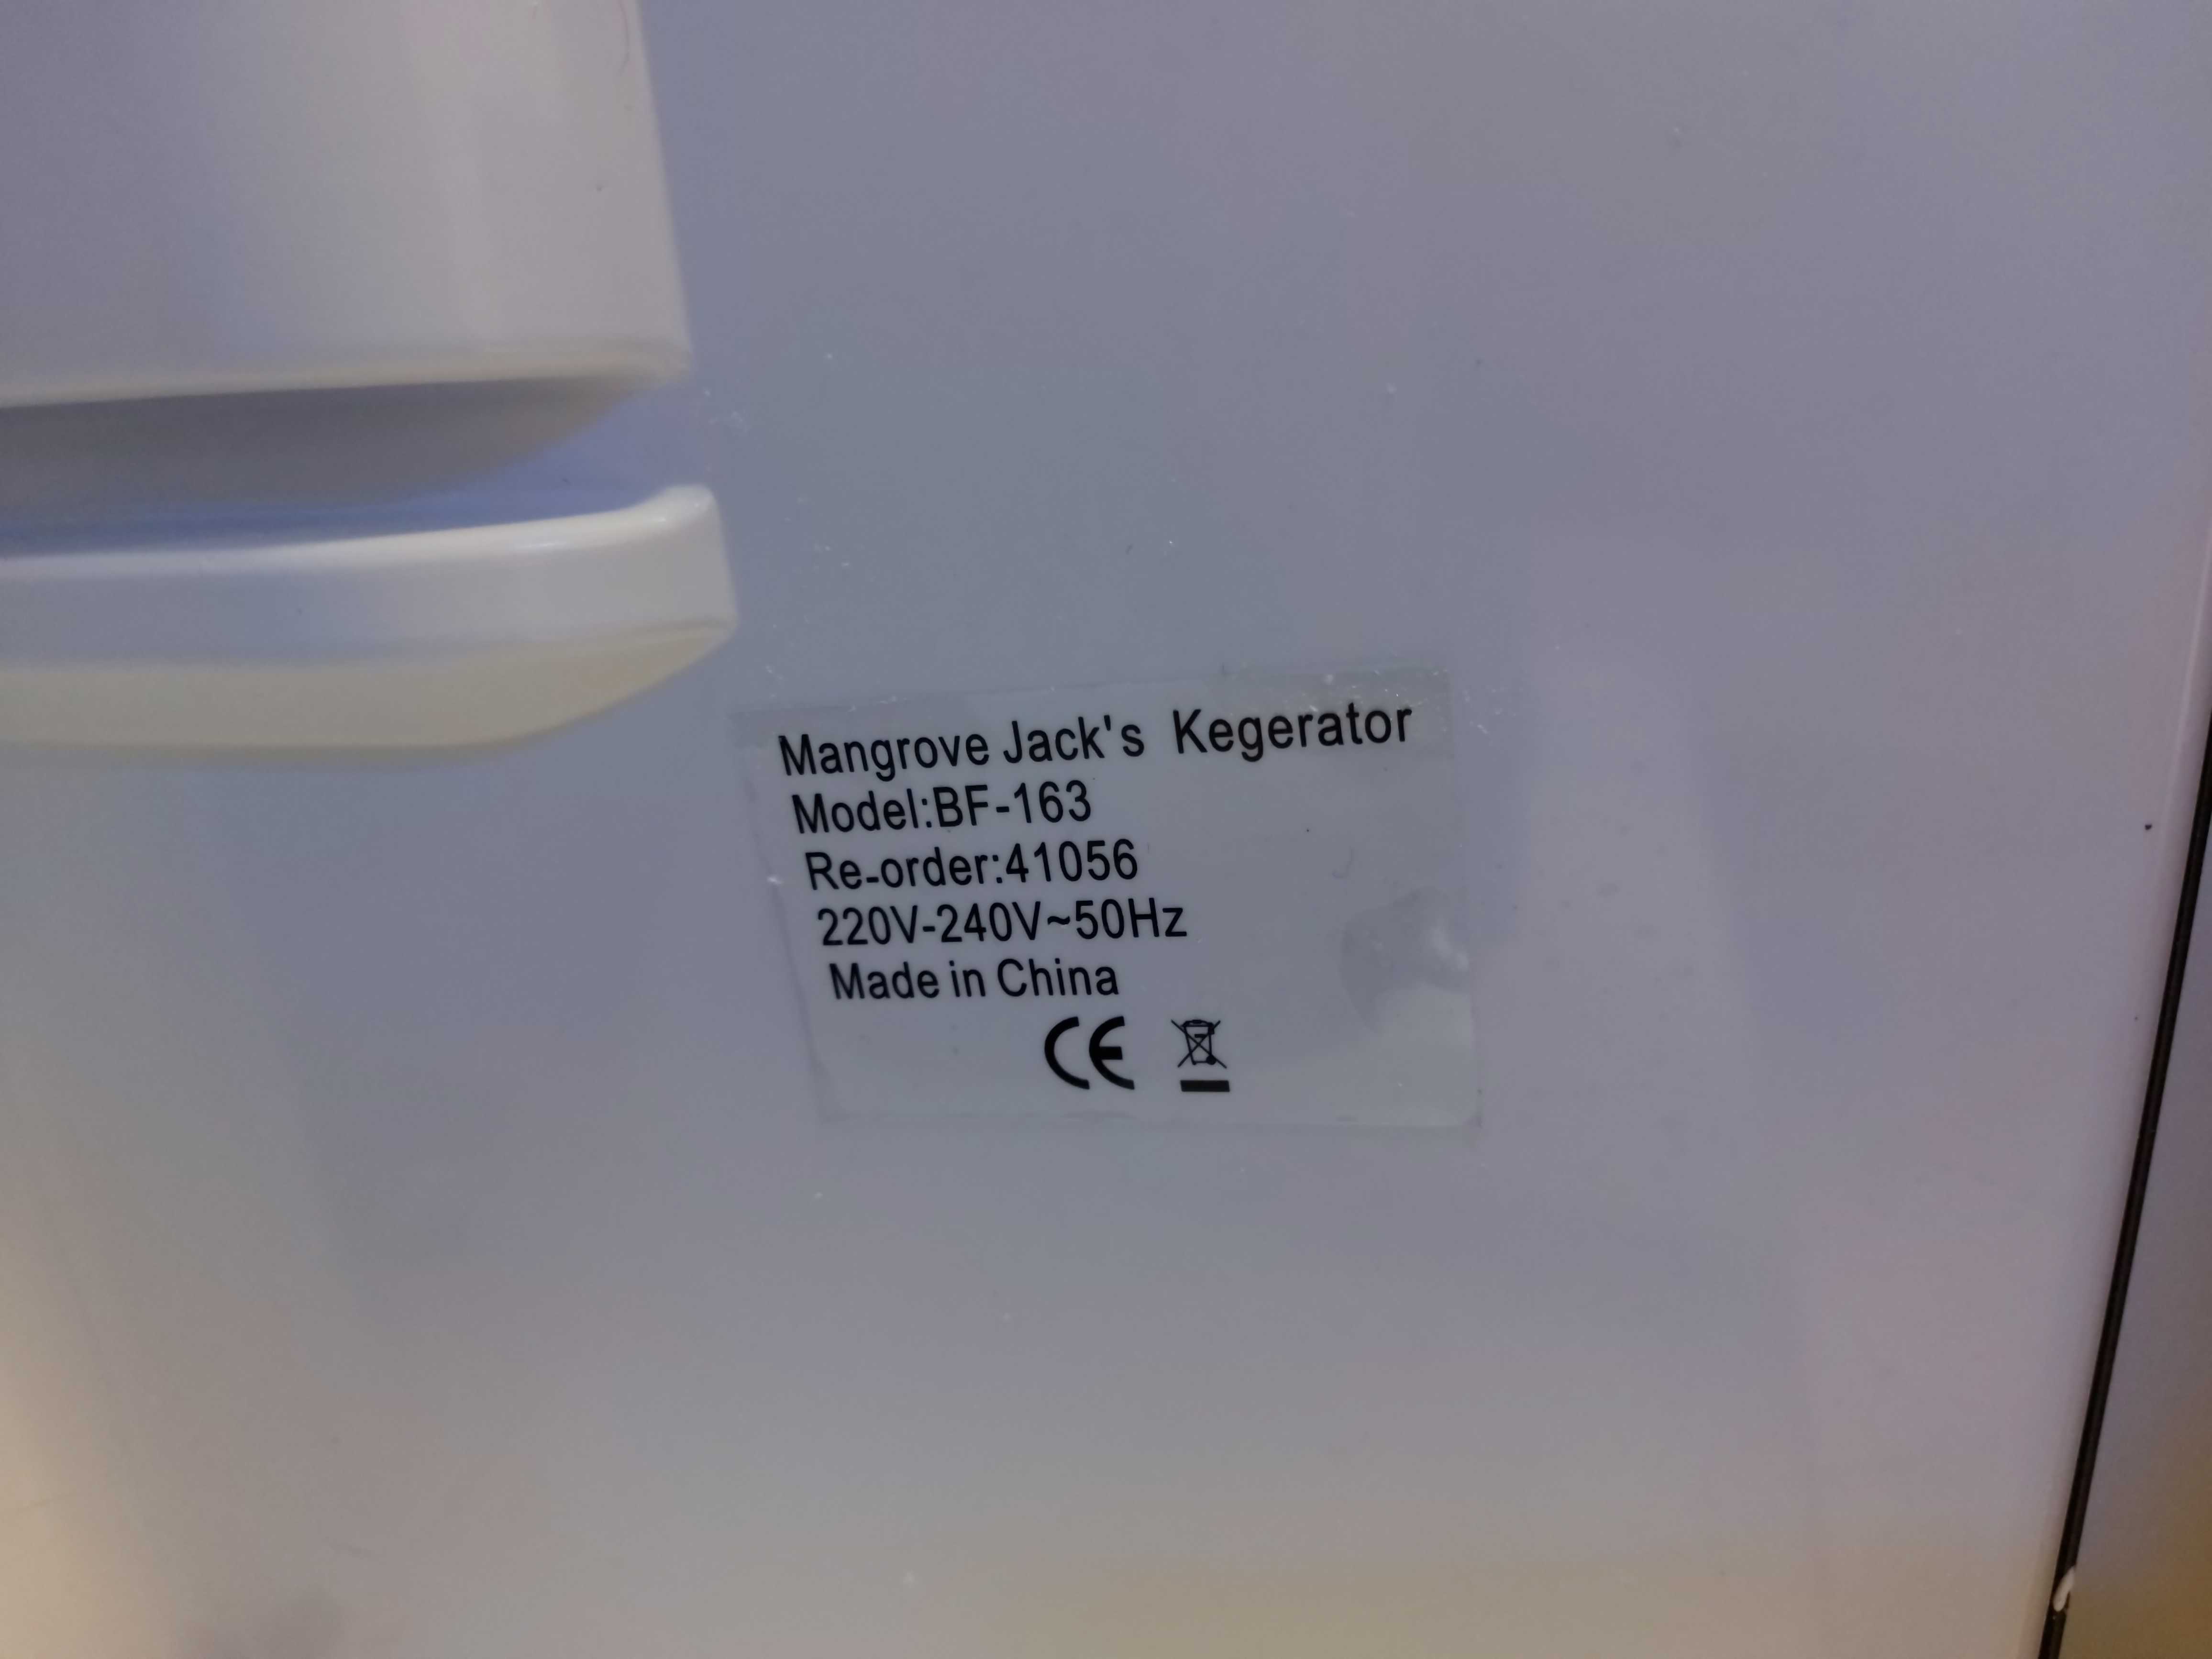 Mangrove Jack's Kegerator
Model:BF-163
Re-order:41056
220V-240V~50Hz
Made in China
CE